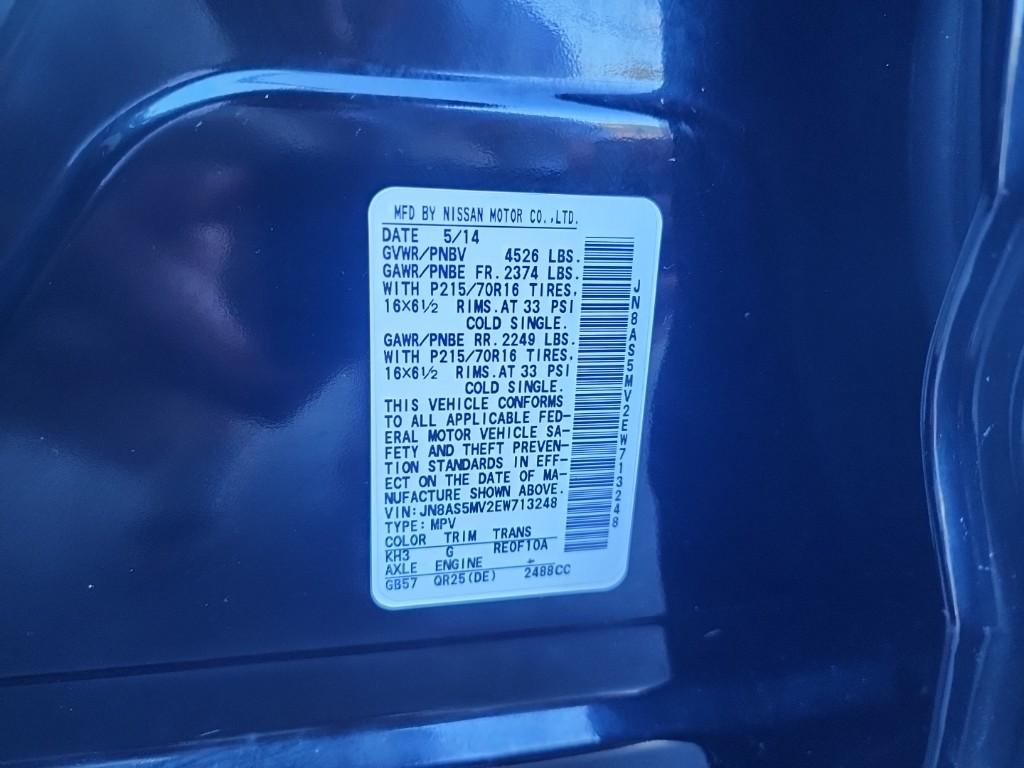 MFD BY NISSAN MOTOR CO.,LTD.
DATE 5/14
GVWR/PNBV 4526 LBS.
GAWR/PNBE FR. 2374 LBS.
WITH P215/70R16 TIRES,
16×6½ RIMS.AT 33 PSI
COLD SINGLE.
GAWR/PNBE RR. 2249 LBS.
WITH P215/70R16 TIRES,
16×6½ RIMS.AT 33 PSI
COLD SINGLE.
THIS VEHICLE CONFORMS
TO ALL APPLICABLE FED-
ERAL MOTOR VEHICLE SA-
FETY AND THEFT PREVEN-
TION STANDARDS IN EFF-
ECT ON THE DATE OF MA-
NUFACTURE SHOWN ABOVE.
VIN:JN8AS5MV2EW713248
TYPE:MPV
COLOR TRIM TRANS
KH3 G RE0F10A
AXLE ENGINE
GB57 QR25(DE) 2488CC
JN8AS5MV2EW713248